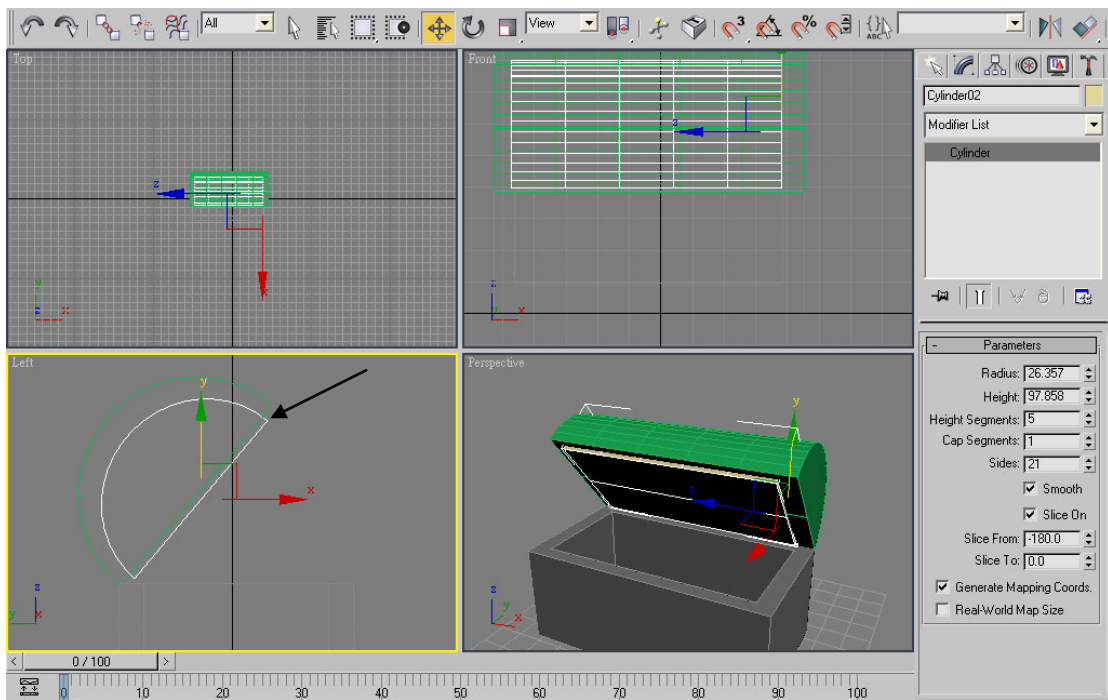 All
View
ABC
Top
Front
z
x
y
z
x
z
z
x
Left
Perspective
y
x
z
y
x
y
z
x
z
y
x
Cylinder02
Modifier List
Cylinder
Parameters
Radius: 26.357
Height: 97.858
Height Segments: 5
Cap Segments: 1
Sides: 21
Smooth
Slice On
Slice From: -180.0
Slice To: 0.0
Generate Mapping Coords.
Real-World Map Size
0 / 100
0 10 20 30 40 50 60 70 80 90 100